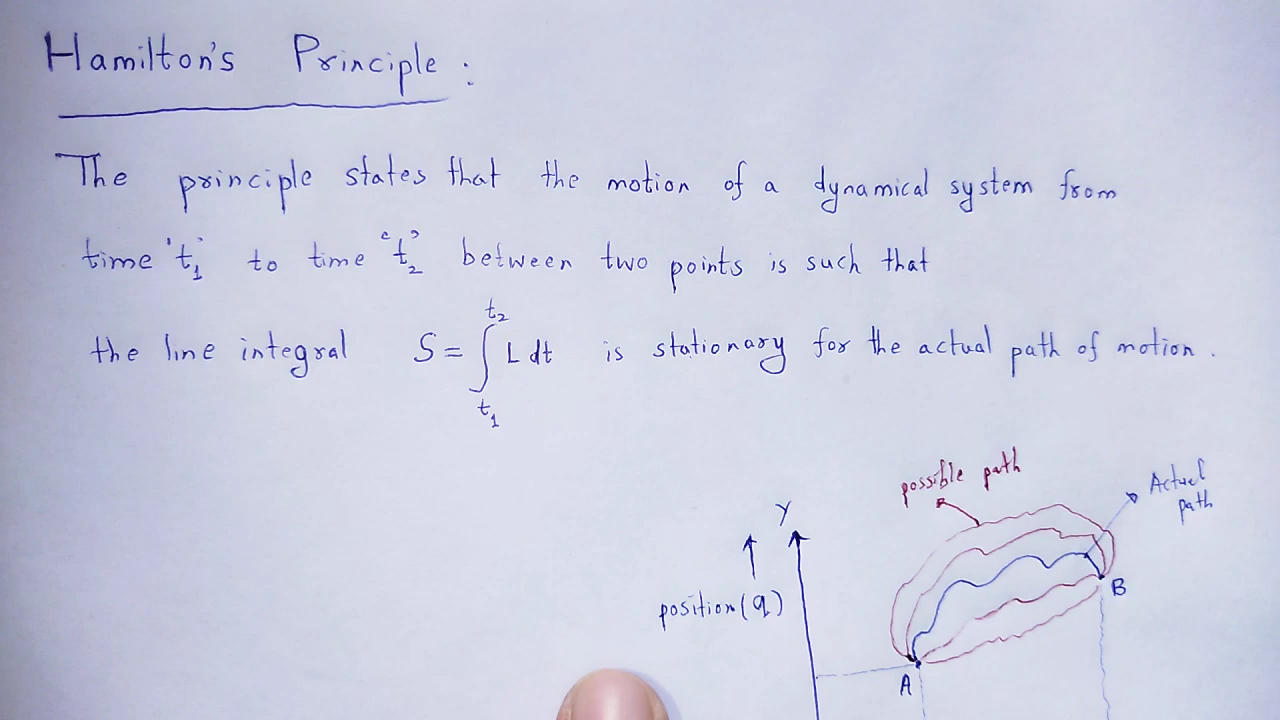 Hamilton's Principle :
The principle states that the motion of a dynamical system from
time 't₁' to time 't₂' between two points is such that
the line integral S = ∫_{t₁}^{t₂} L dt is stationary for the actual path of motion .
possible path
Actual
path
Y
position (q)
B
A